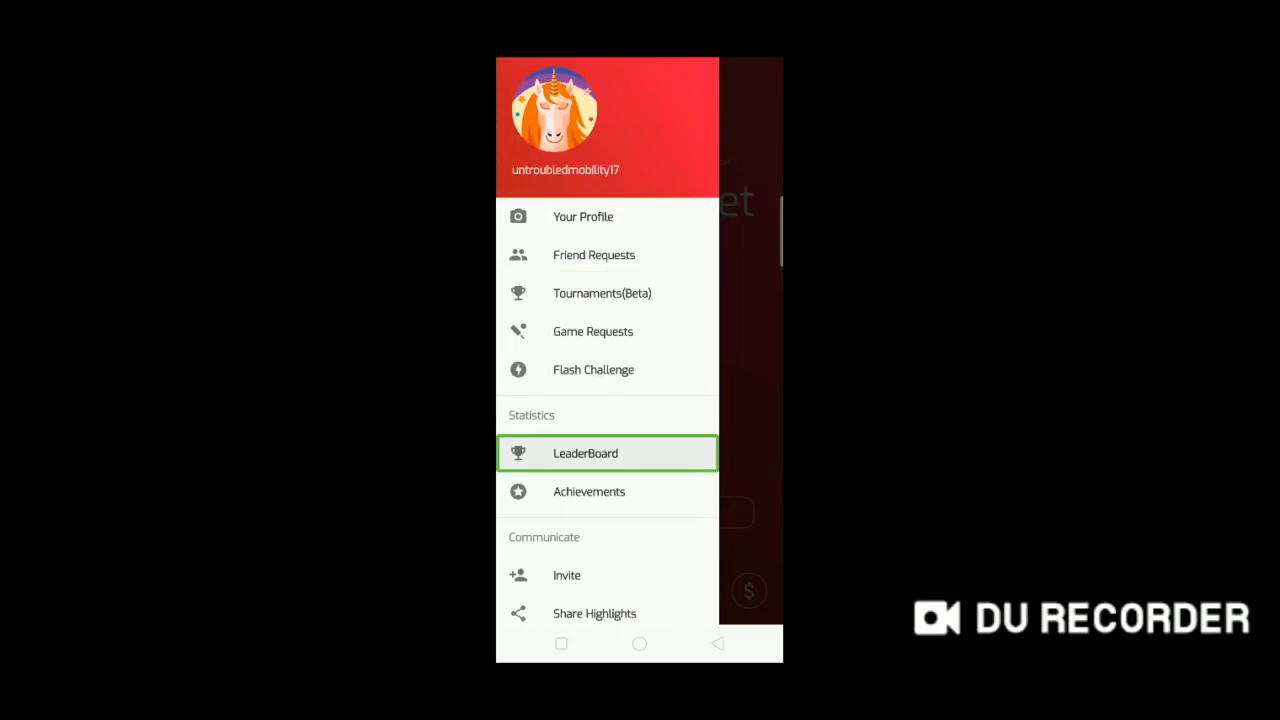 untroubledmobility17
et
Your Profile
Friend Requests
Tournaments(Beta)
Game Requests
Flash Challenge
Statistics
LeaderBoard
Achievements
Communicate
Invite
Share Highlights
$
DU RECORDER